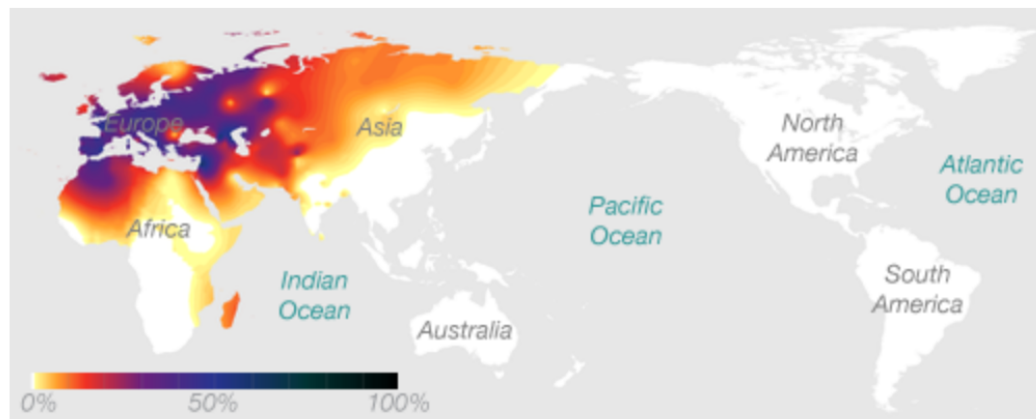 Europe
Asia
North
America
Atlantic
Ocean
Pacific
Ocean
Africa
Indian
Ocean
South
America
Australia
0%
50%
100%